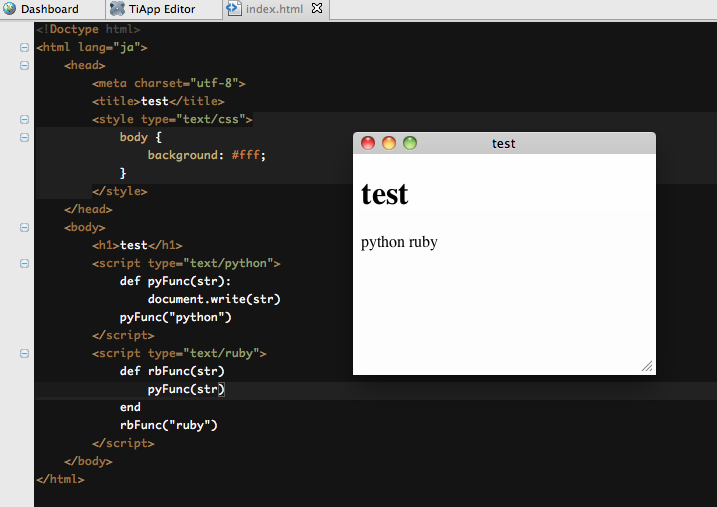 Dashboard TiApp Editor index.html
<!Doctype html>
<html lang="ja">
<head>
<meta charset="utf-8">
<title>test</title>
<style type="text/css">
body {
background: #fff;
}
</style>
</head>
<body>
<h1>test</h1>
<script type="text/python">
def pyFunc(str):
document.write(str)
pyFunc("python")
</script>
<script type="text/ruby">
def rbFunc(str)
pyFunc(str)
end
rbFunc("ruby")
</script>
</body>
</html>
test
test
python ruby